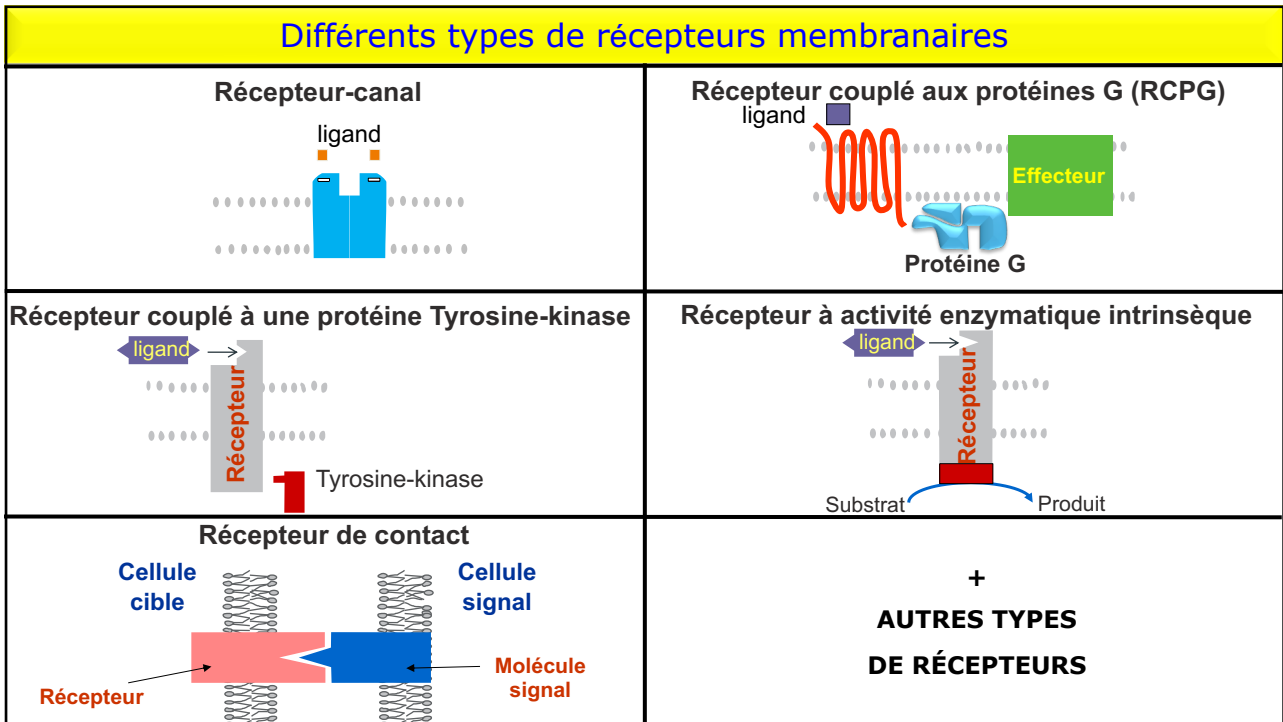 Différents types de récepteurs membranaires
Récepteur-canal
ligand
Récepteur couplé aux protéines G (RCPG)
ligand
Effecteur
Protéine G
Récepteur couplé à une protéine Tyrosine-kinase
ligand
Récepteur
Tyrosine-kinase
Récepteur à activité enzymatique intrinsèque
ligand
Récepteur
Substrat
Produit
Récepteur de contact
Cellule
cible
Cellule
signal
Récepteur
Molécule
signal
+
AUTRES TYPES
DE RÉCEPTEURS